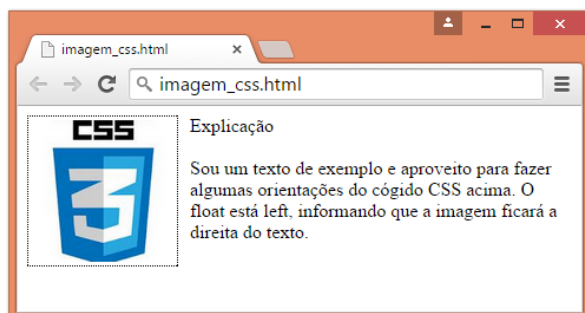 imagem_css.html
imagem_css.html
CSS
3
Explicação
Sou um texto de exemplo e aproveito para fazer
algumas orientações do cógido CSS acima. O
float está left, informando que a imagem ficará a
direita do texto.